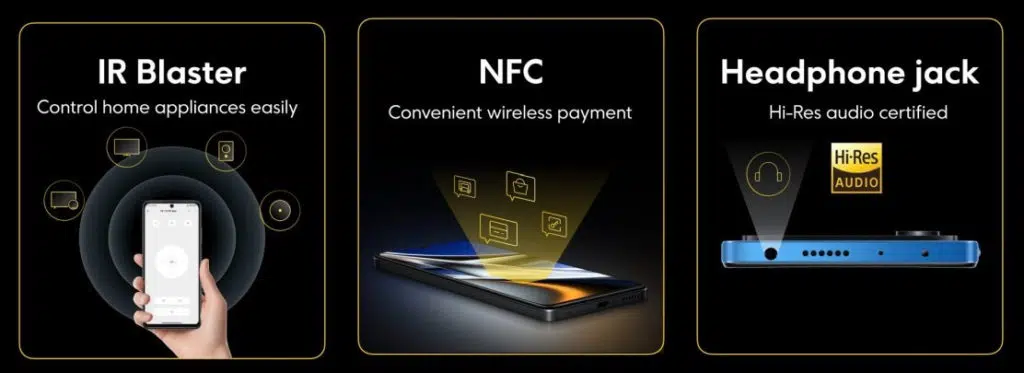 IR Blaster
Control home appliances easily
NFC
Convenient wireless payment
Headphone jack
Hi-Res audio certified
Hi-Res
AUDIO